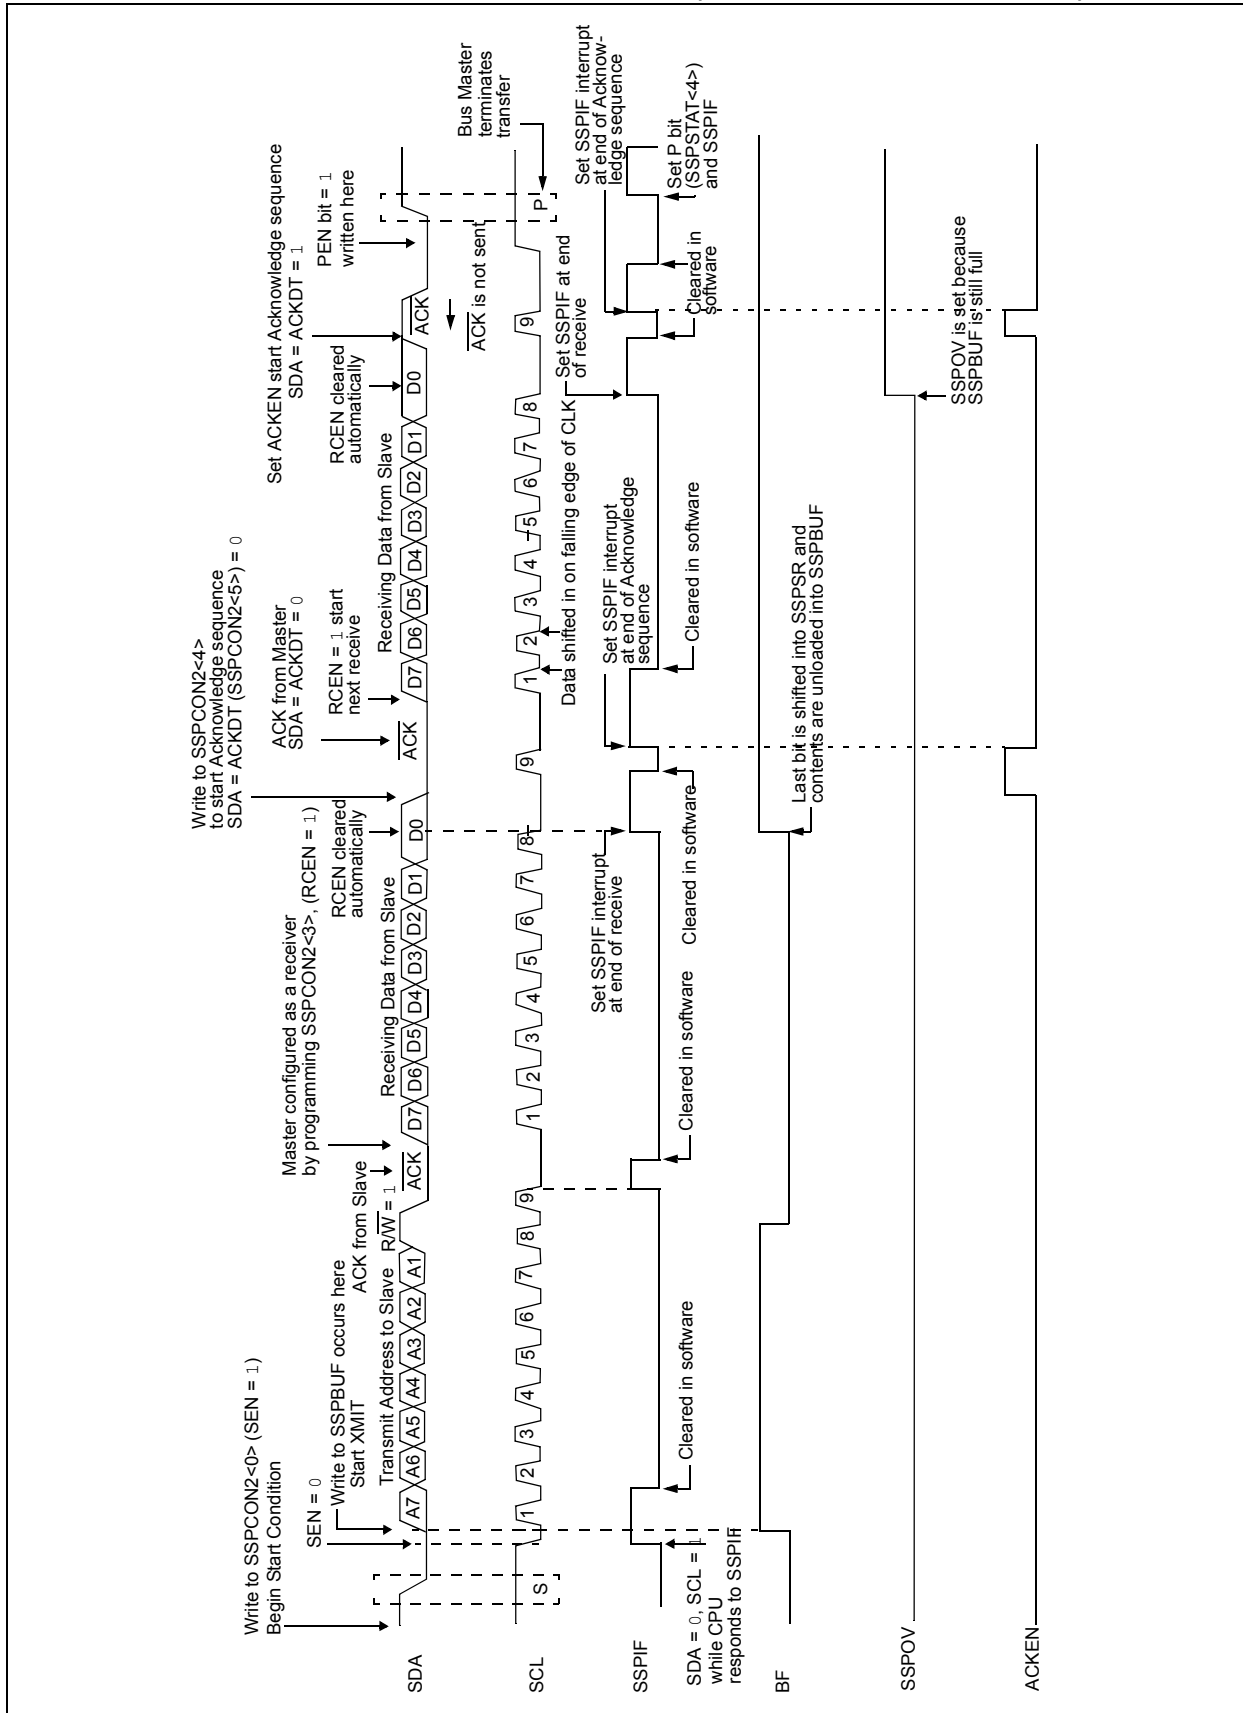 Write to SSPCON2<0> (SEN = 1)
Begin Start Condition
SEN = 0
Write to SSPBUF occurs here
Start XMIT
ACK from Slave
Master configured as a receiver
by programming SSPCON2<3>, (RCEN = 1)
RCEN cleared
automatically
Write to SSPCON2<4>
to start Acknowledge sequence
SDA = ACKDT (SSPCON2<5>) = 0
ACK from Master
SDA = ACKDT = 0
RCEN = 1 start
next receive
RCEN cleared
automatically
Set ACKEN start Acknowledge sequence
SDA = ACKDT = 1
PEN bit = 1
written here
Transmit Address to Slave
R/W = 1
Receiving Data from Slave
Receiving Data from Slave
SDA
A7 A6 A5 A4 A3 A2 A1
ACK
D7 D6 D5 D4 D3 D2 D1 D0
ACK
D7 D6 D5 D4 D3 D2 D1 D0
ACK
ACK is not sent
Bus Master
terminates
transfer
SCL
S
1 2 3 4 5 6 7 8 9
1 2 3 4 5 6 7 8 9
1 2 3 4 5 6 7 8 9
P
Data shifted in on falling edge of CLK
Set SSPIF interrupt
at end of receive
Set SSPIF interrupt
at end of Acknowledge
sequence
Set SSPIF at end
of receive
Set SSPIF interrupt
at end of Acknow-
ledge sequence
SSPIF
SDA = 0, SCL = 1
while CPU
responds to SSPIF
Cleared in software
Cleared in software
Cleared in software
Cleared in software
Cleared in
software
Set P bit
(SSPSTAT<4>)
and SSPIF
BF
Last bit is shifted into SSPSR and
contents are unloaded into SSPBUF
SSPOV
SSPOV is set because
SSPBUF is still full
ACKEN